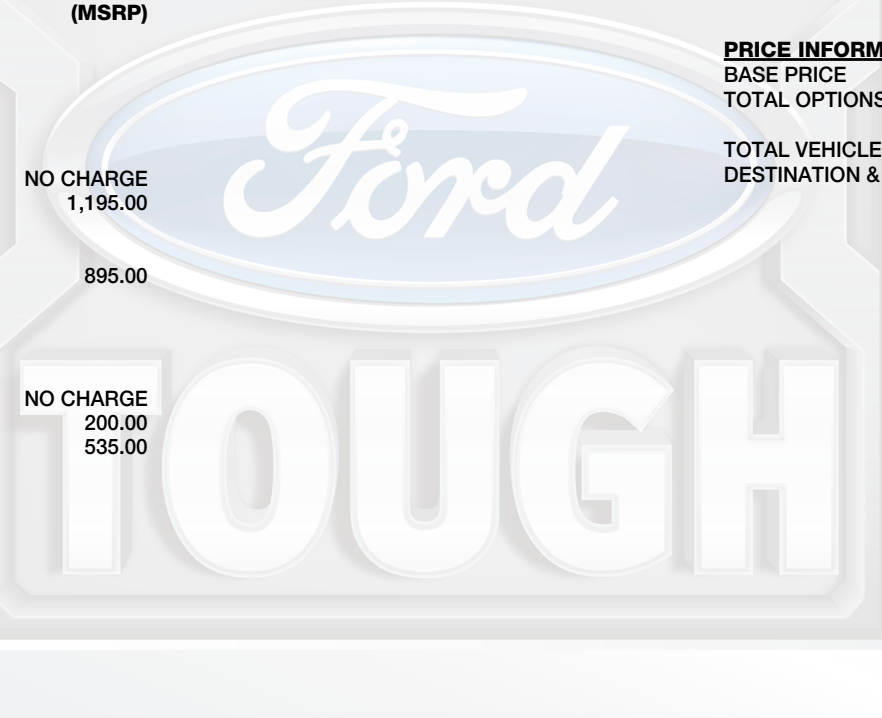 (MSRP)
NO CHARGE
1,195.00
895.00
NO CHARGE
200.00
535.00
Ford
TOUGH
PRICE INFORM
BASE PRICE
TOTAL OPTIONS
TOTAL VEHICLE
DESTINATION &